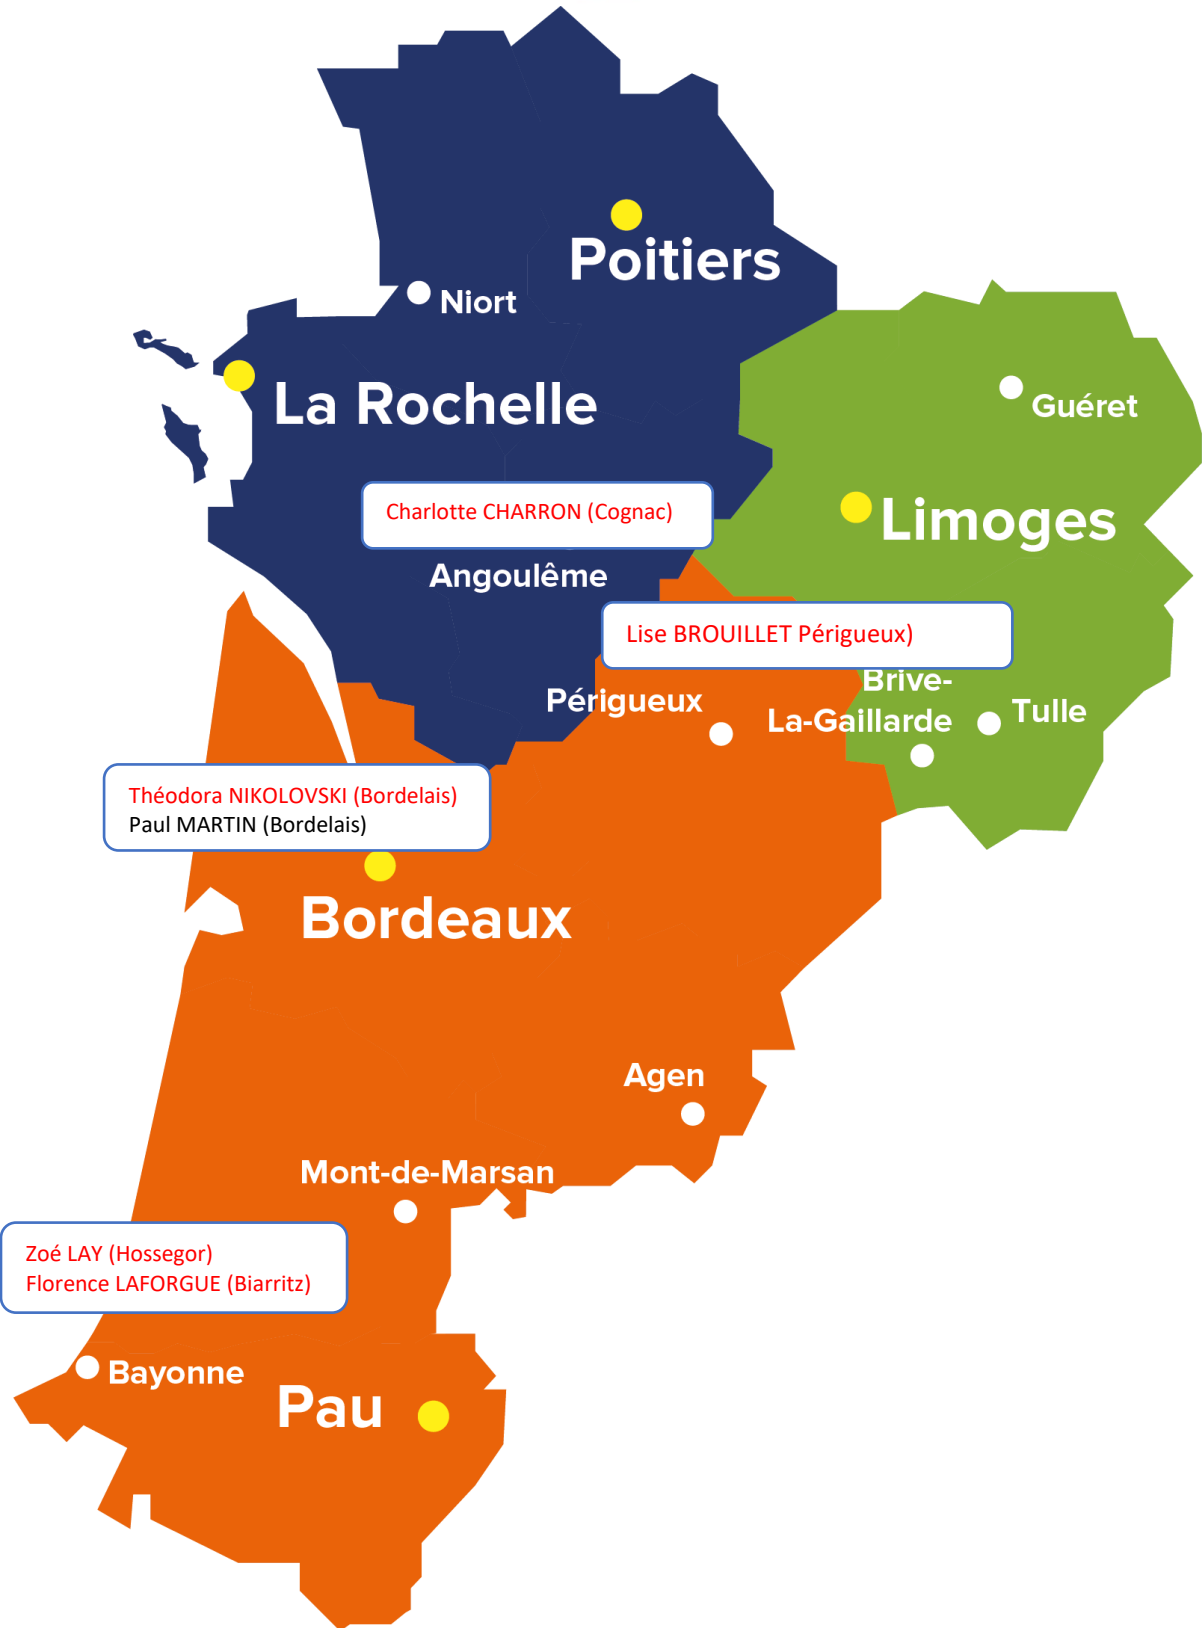 Poitiers
Niort
La Rochelle
Guéret
Charlotte CHARRON (Cognac)
Limoges
Angoulême
Lise BROUILLET Périgueux)
Périgueux
Brive-
La-Gaillarde
Tulle
Théodora NIKOLOVSKI (Bordelais)
Paul MARTIN (Bordelais)
Bordeaux
Agen
Mont-de-Marsan
Zoé LAY (Hossegor)
Florence LAFORGUE (Biarritz)
Bayonne
Pau